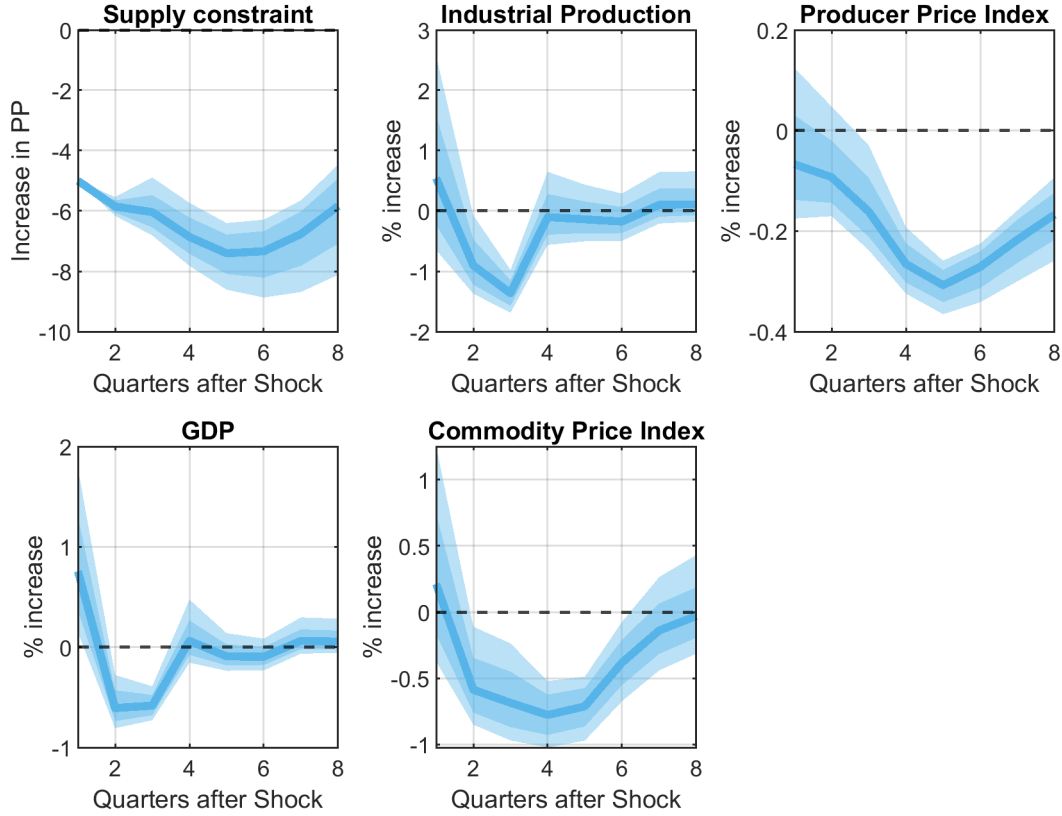 Supply constraint
Increase in PP
0
-2
-4
-6
-8
-10
2 4 6 8
Quarters after Shock
Industrial Production
% increase
3
2
1
0
-1
-2
2 4 6 8
Quarters after Shock
Producer Price Index
% increase
0.2
0
-0.2
-0.4
2 4 6 8
Quarters after Shock
GDP
% increase
2
1
0
-1
2 4 6 8
Quarters after Shock
Commodity Price Index
% increase
1
0.5
0
-0.5
-1
2 4 6 8
Quarters after Shock